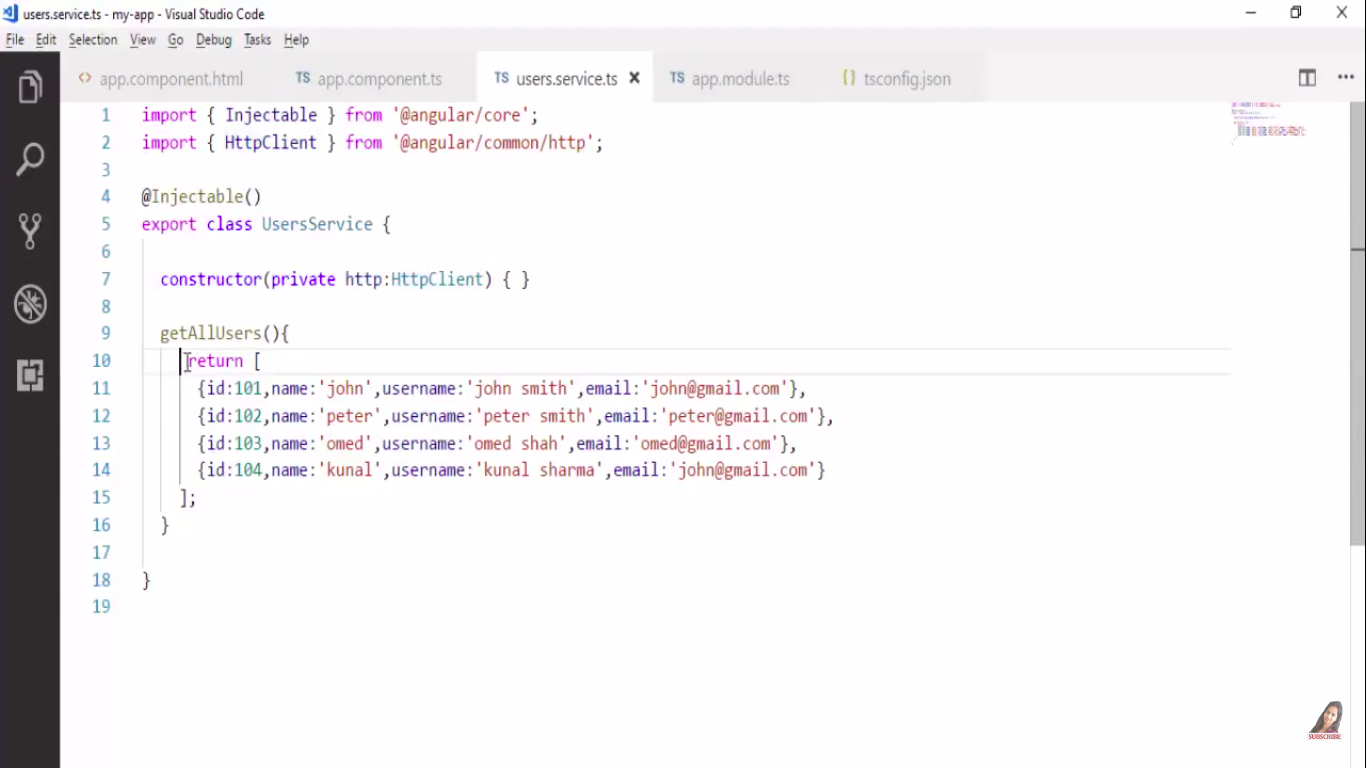 users.service.ts - my-app - Visual Studio Code
File Edit Selection View Go Debug Tasks Help
<> app.component.html TS app.component.ts TS users.service.ts × TS app.module.ts {} tsconfig.json
1 import { Injectable } from '@angular/core';
2 import { HttpClient } from '@angular/common/http';
3
4 @Injectable()
5 export class UsersService {
6
7 constructor(private http:HttpClient) { }
8
9 getAllUsers(){
10 return [
11 {id:101,name:'john',username:'john smith',email:'john@gmail.com'},
12 {id:102,name:'peter',username:'peter smith',email:'peter@gmail.com'},
13 {id:103,name:'omed',username:'omed shah',email:'omed@gmail.com'},
14 {id:104,name:'kunal',username:'kunal sharma',email:'john@gmail.com'}
15 ];
16 }
17
18 }
19
SUBSCRIBE